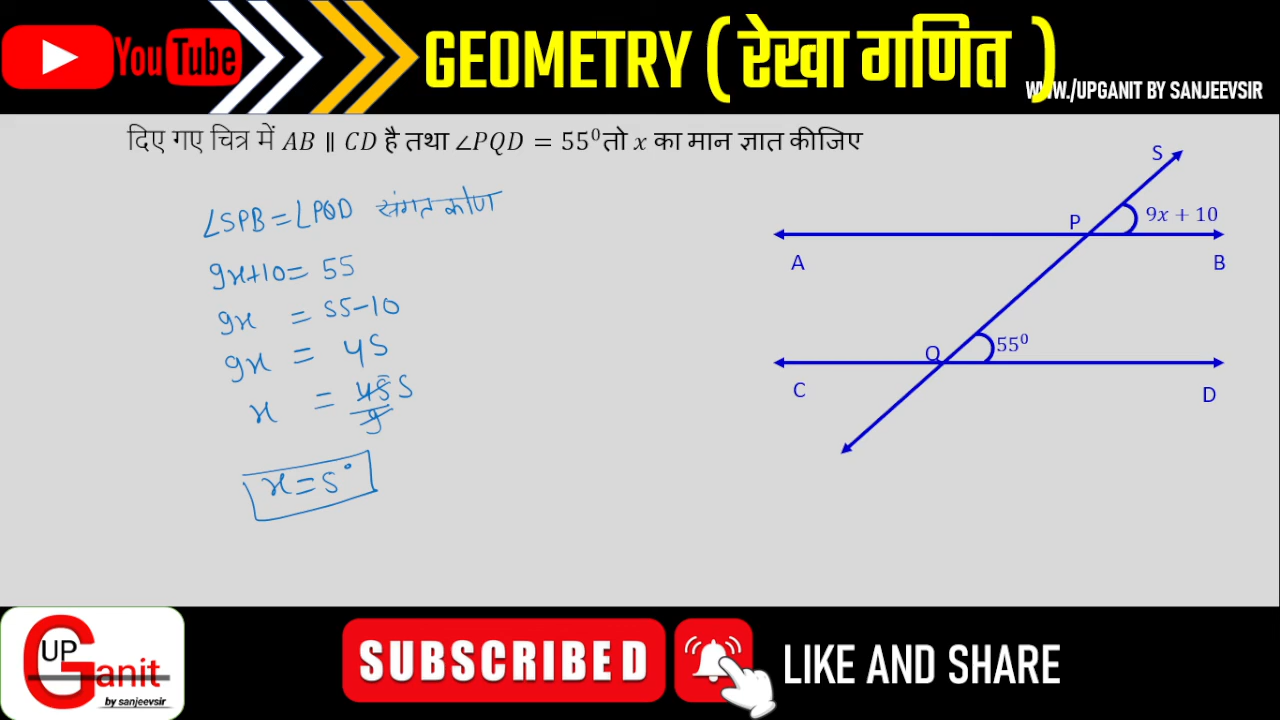 YouTube
GEOMETRY ( रेखा गणित )
WWW./UPGANIT BY SANJEEVSIR
दिए गए चित्र में AB ∥ CD है तथा ∠PQD = 55⁰ तो x का मान ज्ञात कीजिए
∠SPB = ∠PQD संगत कोण
9x+10 = 55
9x = 55-10
9x = 45
x = 45/9 5
x = 5°
S
P
9x + 10
A
B
Q
55⁰
C
D
UP
Ganit
by sanjeevsir
SUBSCRIBED
LIKE AND SHARE